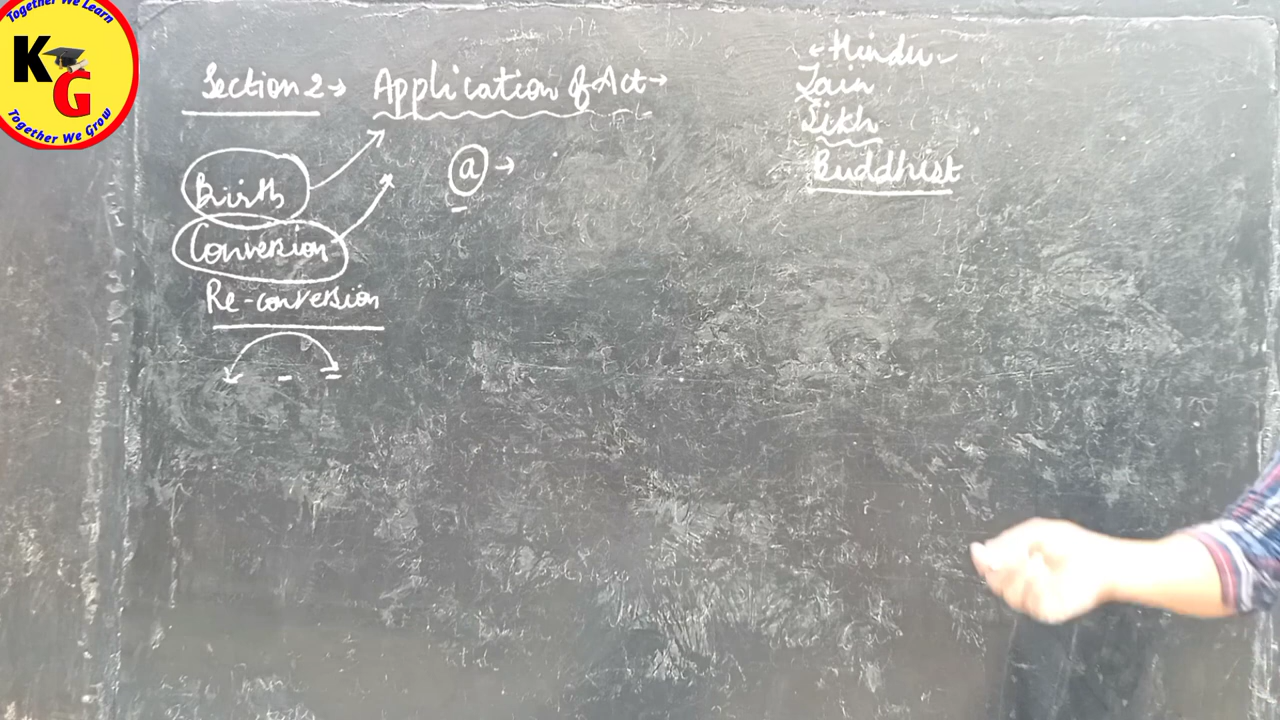 Together We Learn
KG
Together We Grow
Section 2→ Application of Act→
Birth
Conversion
Re-conversion
a →
Hindu
Jain
Sikh
Buddhist